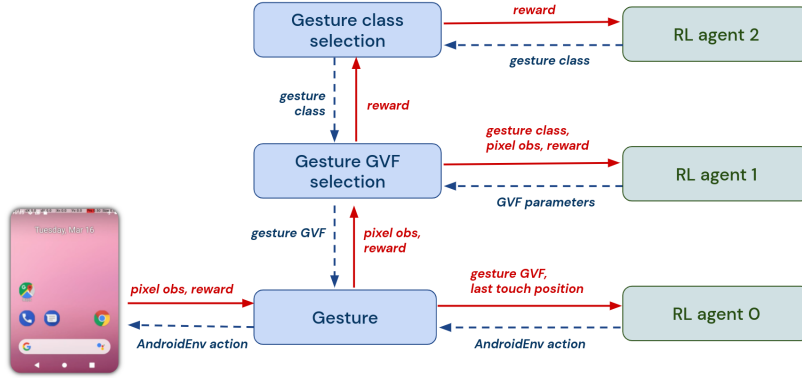 Gesture class
selection
reward
RL agent 2
gesture class
gesture
class
reward
Gesture GVF
selection
gesture class,
pixel obs, reward
RL agent 1
GVF parameters
gesture GVF
pixel obs,
reward
Tuesday, Mar 16
pixel obs, reward
Gesture
gesture GVF,
last touch position
RL agent 0
AndroidEnv action
AndroidEnv action